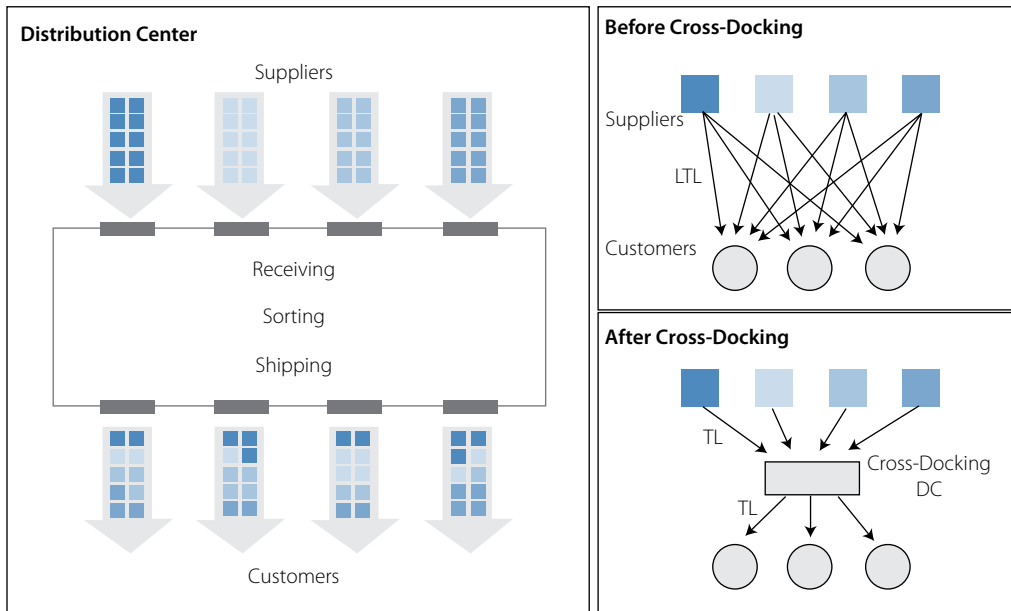 Distribution Center
Suppliers
Receiving
Sorting
Shipping
Customers
Before Cross-Docking
Suppliers
LTL
Customers
After Cross-Docking
TL
Cross-Docking
DC
TL